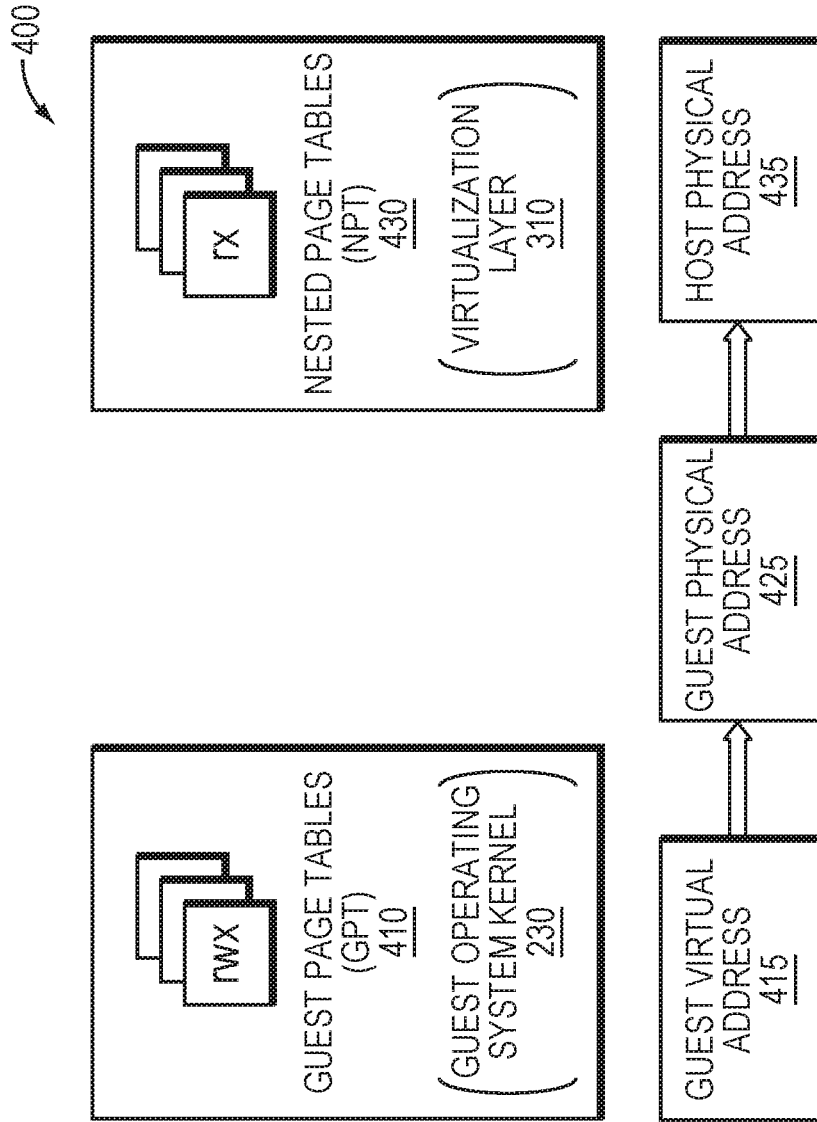 400
rwx
GUEST PAGE TABLES
(GPT)
410
GUEST OPERATING
SYSTEM KERNEL
230
rx
NESTED PAGE TABLES
(NPT)
430
VIRTUALIZATION
LAYER
310
GUEST VIRTUAL
ADDRESS
415
GUEST PHYSICAL
ADDRESS
425
HOST PHYSICAL
ADDRESS
435